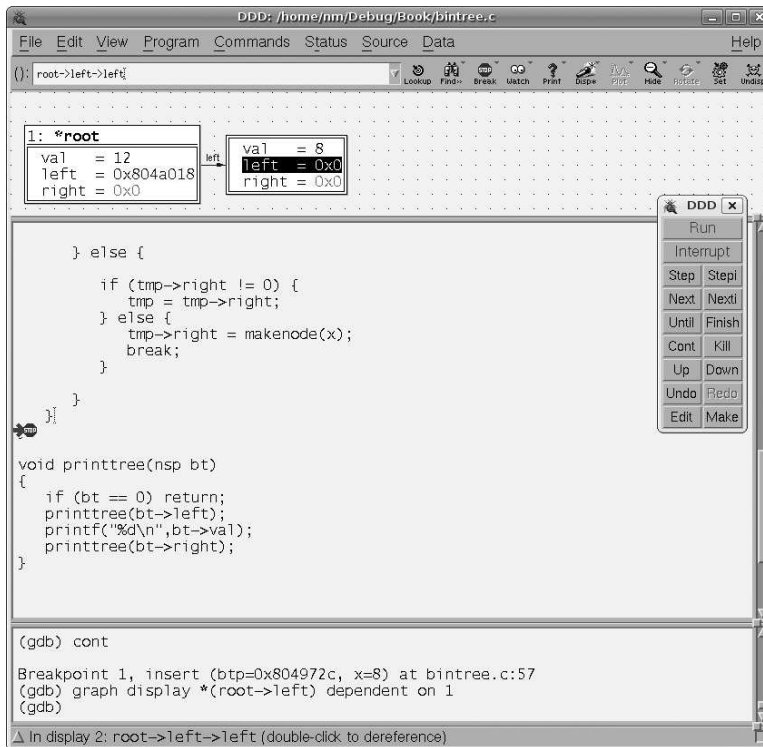 DDD: /home/nm/Debug/Book/bintree.c
File Edit View Program Commands Status Source Data Help
(): root->left->left
Lookup Find>> Break Watch Print Disp* Plot Hide Rotate Set Undisp
1: *root
val = 12
left = 0x804a018
right = 0x0
left
val = 8
left = 0x0
right = 0x0
DDD
Run
Interrupt
Step Stepi
Next Nexti
Until Finish
Cont Kill
Up Down
Undo Redo
Edit Make
} else {
if (tmp->right != 0) {
tmp = tmp->right;
} else {
tmp->right = makenode(x);
break;
}
}
}
STOP
void printtree(nsp bt)
{
if (bt == 0) return;
printtree(bt->left);
printf("%d\n",bt->val);
printtree(bt->right);
}
(gdb) cont
Breakpoint 1, insert (btp=0x804972c, x=8) at bintree.c:57
(gdb) graph display *(root->left) dependent on 1
(gdb)
In display 2: root->left->left (double-click to dereference)